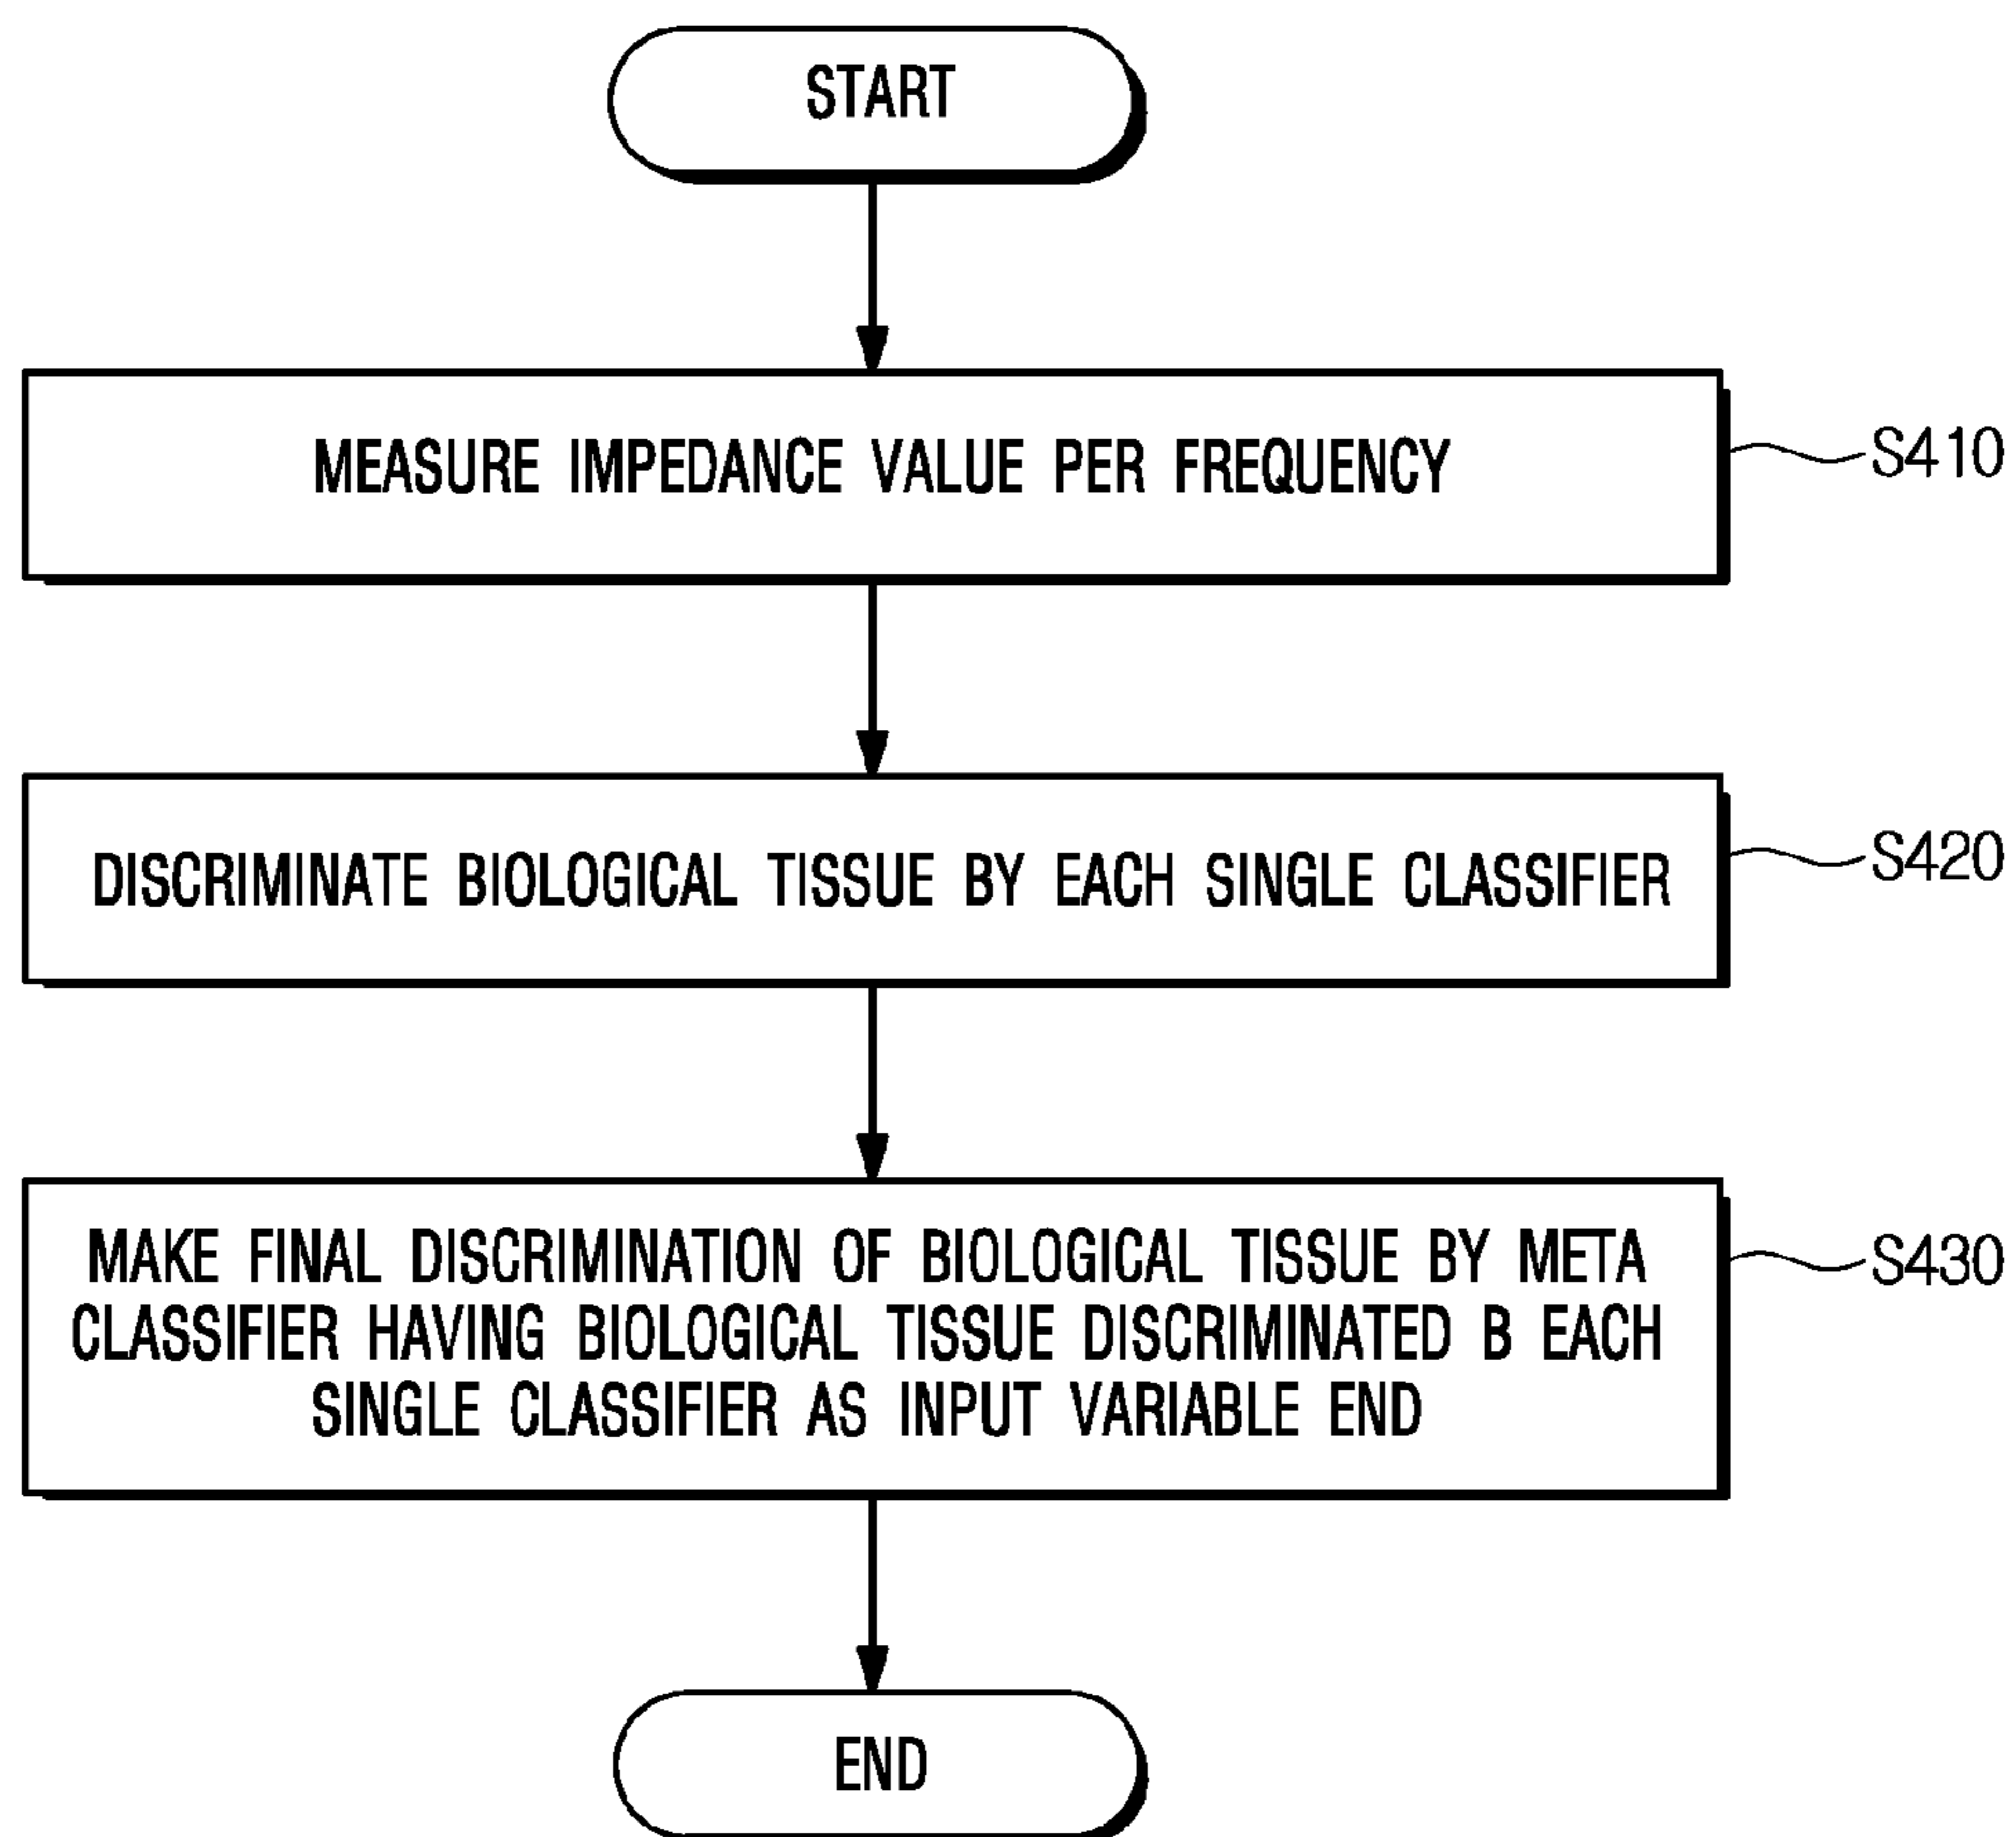 START
MEASURE IMPEDANCE VALUE PER FREQUENCY
S410
DISCRIMINATE BIOLOGICAL TISSUE BY EACH SINGLE CLASSIFIER
S420
MAKE FINAL DISCRIMINATION OF BIOLOGICAL TISSUE BY META
CLASSIFIER HAVING BIOLOGICAL TISSUE DISCRIMINATED B EACH
SINGLE CLASSIFIER AS INPUT VARIABLE END
S430
END